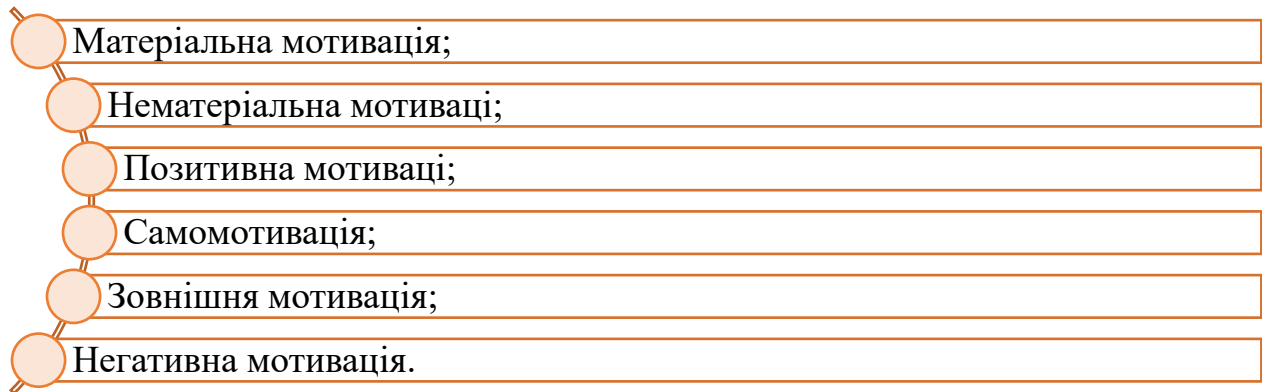 Матеріальна мотивація;
Нематеріальна мотиваці;
Позитивна мотиваці;
Самомотивація;
Зовнішня мотивація;
Негативна мотивація.